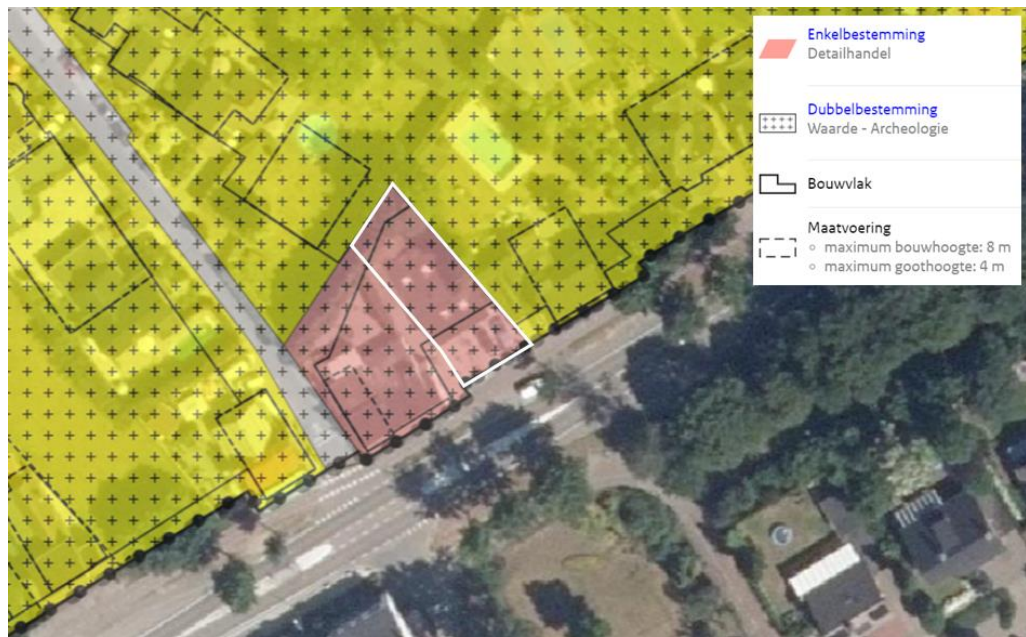 Enkelbestemming
Detailhandel
Dubbelbestemming
Waarde - Archeologie
Bouwvlak
Maatvoering
maximum bouwhoogte: 8 m
maximum goothoogte: 4 m